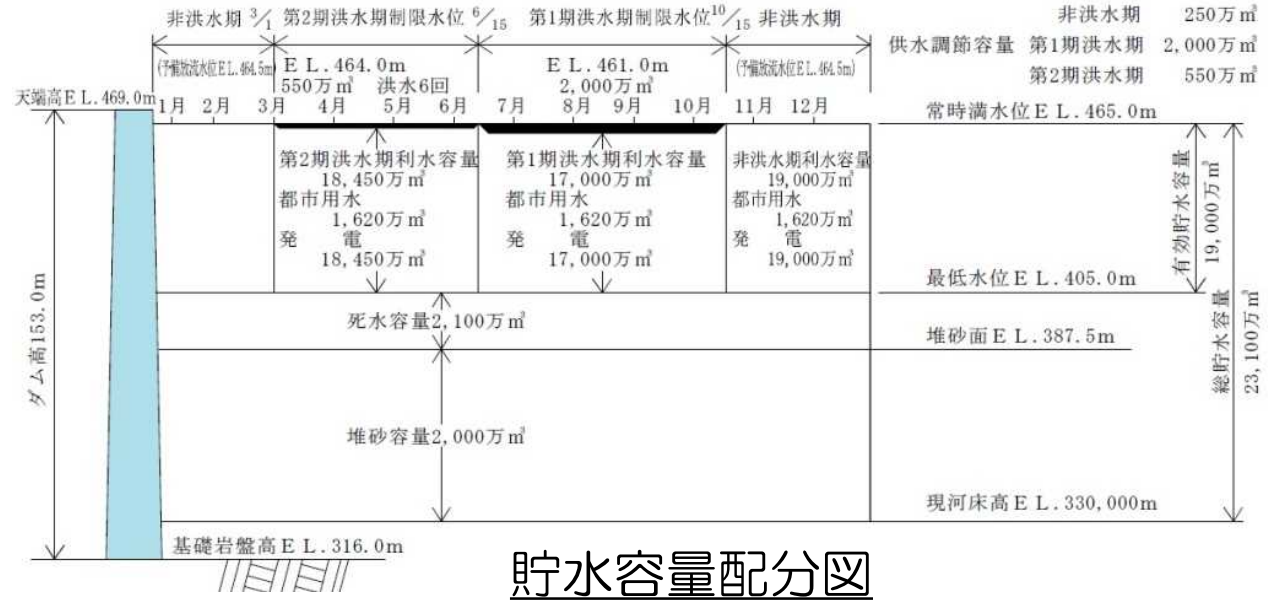 非洪水期 3/1 第2期洪水期制限水位 6/15 第1期洪水期制限水位 10/15 非洪水期
(予備放流水位EL.464.5m) EL.464.0m EL.461.0m (予備放流水位EL.464.5m)
550万㎥ 洪水6回 2,000万㎥
非洪水期 250万㎥
供水調節容量 第1期洪水期 2,000万㎥
第2期洪水期 550万㎥
天端高EL.469.0m
1月 2月 3月 4月 5月 6月 7月 8月 9月 10月 11月 12月
常時満水位EL.465.0m
第2期洪水期利水容量
18,450万㎥
都市用水
1,620万㎥
発 電
18,450万㎥
第1期洪水期利水容量
17,000万㎥
都市用水
1,620万㎥
発 電
17,000万㎥
非洪水期利水容量
19,000万㎥
都市用水
1,620万㎥
発 電
19,000万㎥
有効貯水容量
19,000万㎥
最低水位EL.405.0m
死水容量2,100万㎥
堆砂面EL.387.5m
総貯水容量
23,100万㎥
ダム高153.0m
堆砂容量2,000万㎥
現河床高EL.330,000m
基礎岩盤高EL.316.0m
貯水容量配分図